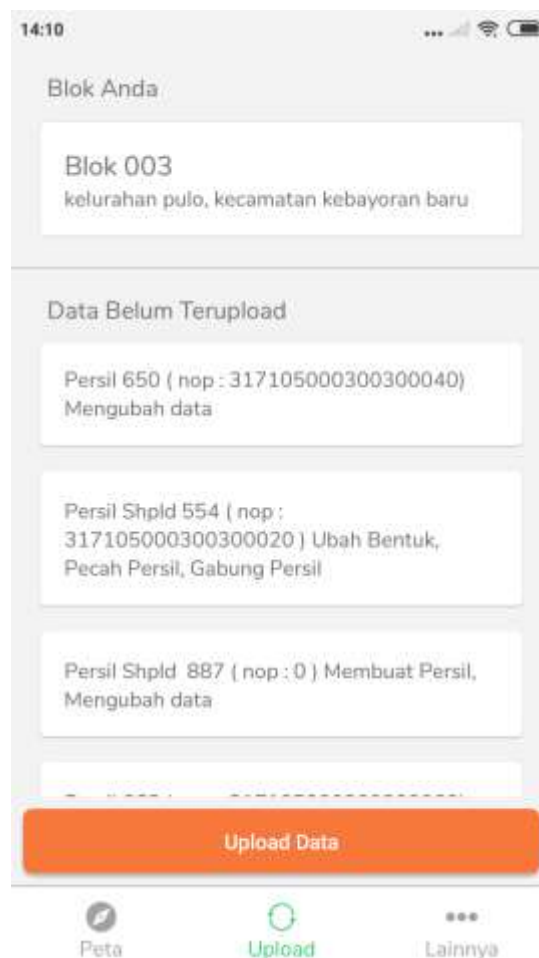 14:10
Blok Anda
Blok 003
kelurahan pulo, kecamatan kebayoran baru
Data Belum Terupload
Persil 650 ( nop : 317105000300300040)
Mengubah data
Persil ShpId 554 ( nop :
317105000300300020 ) Ubah Bentuk,
Pecah Persil, Gabung Persil
Persil ShpId 887 ( nop : 0 ) Membuat Persil,
Mengubah data
Upload Data
Peta
Upload
Lainnya